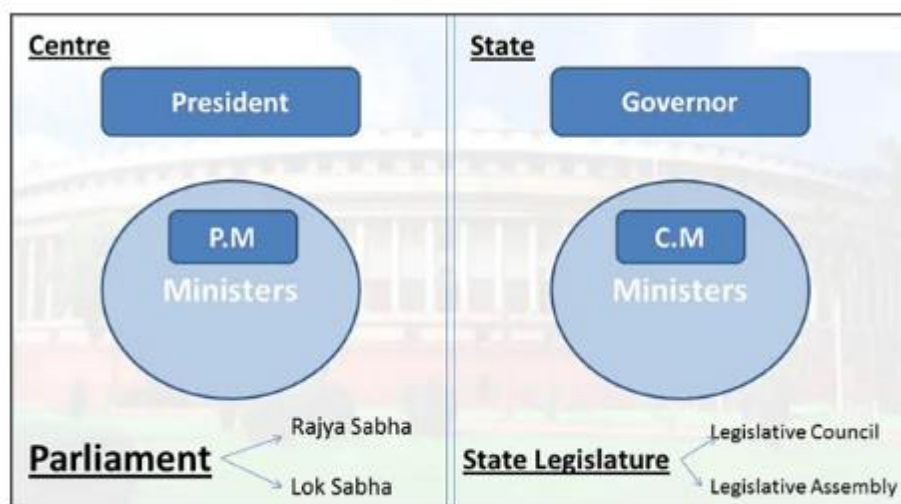 Centre
President
P.M
Ministers
Parliament
Rajya Sabha
Lok Sabha
State
Governor
C.M
Ministers
State Legislature
Legislative Council
Legislative Assembly